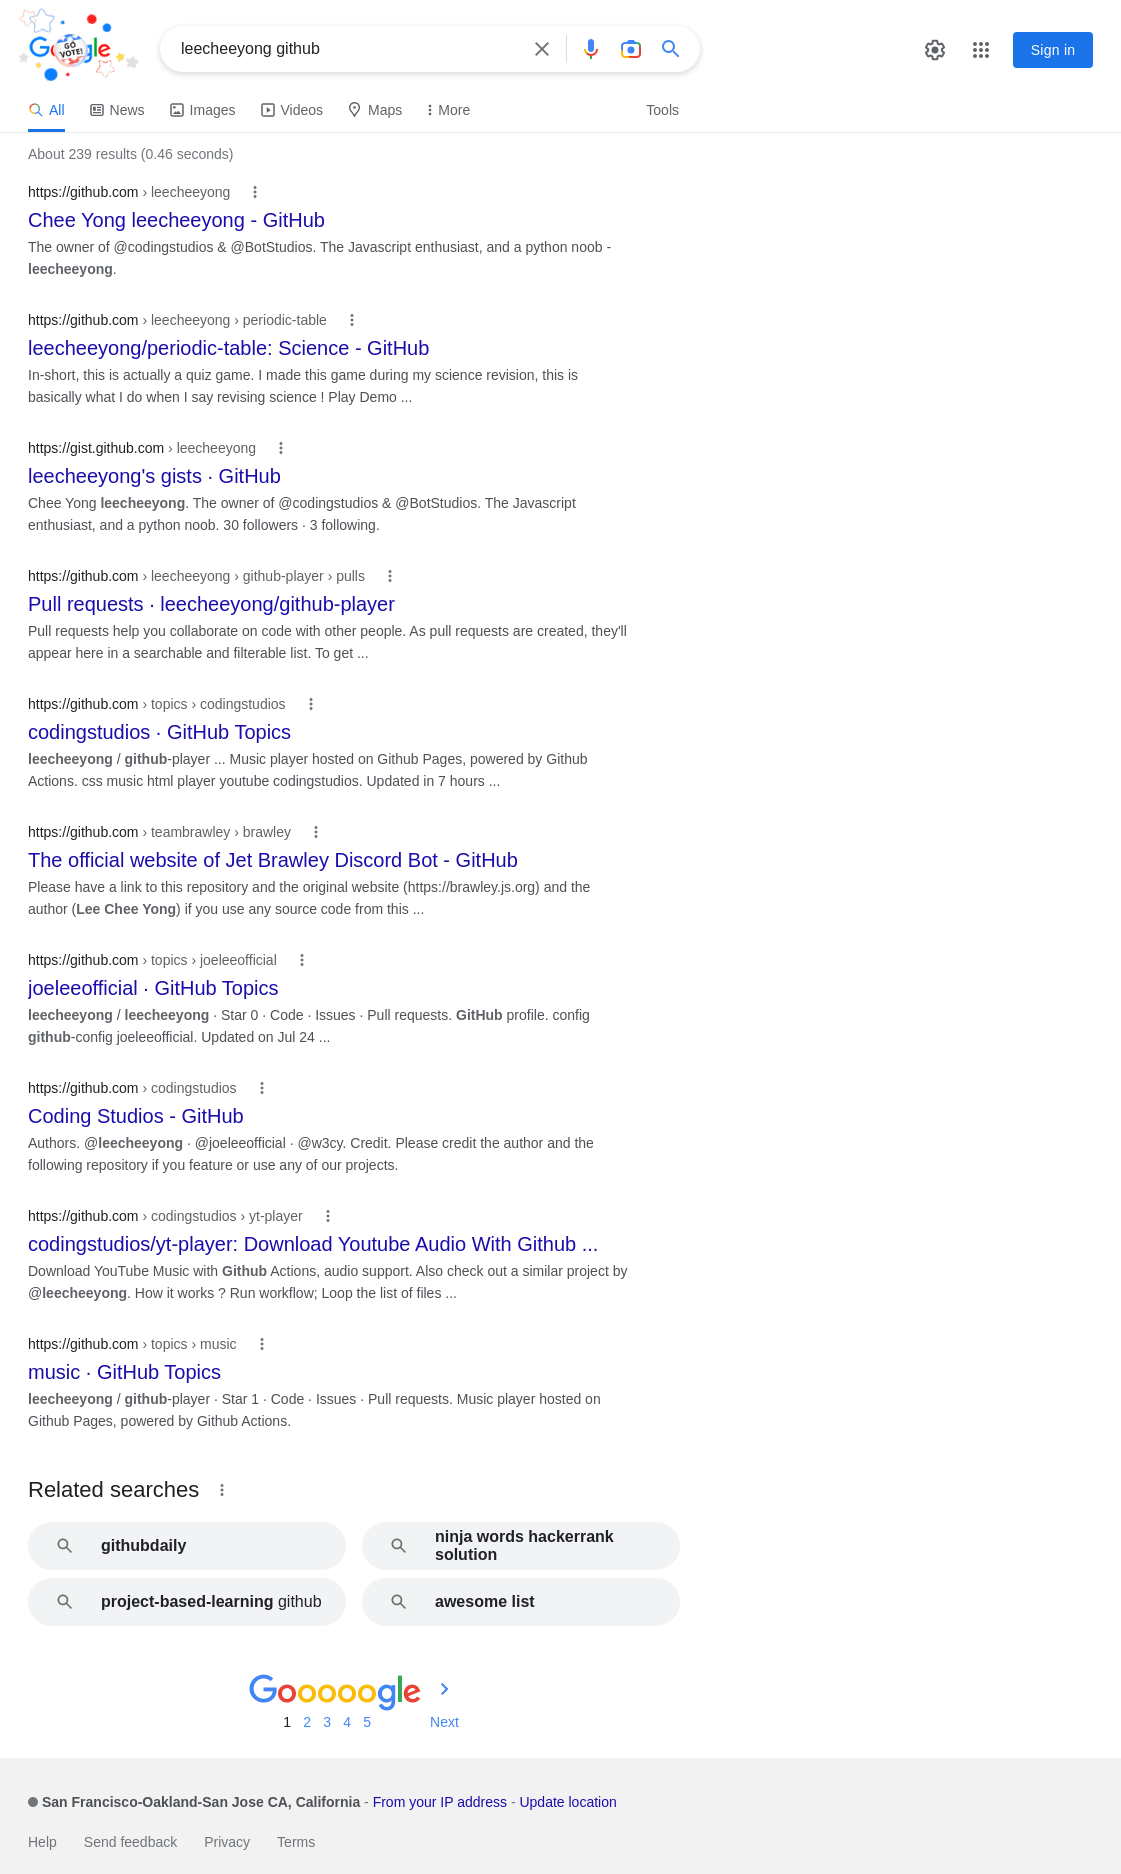 Google
GO
VOTE!
leecheeyong github
Sign in
All
News
Images
Videos
Maps
More
Tools
About 239 results (0.46 seconds)
https://github.com › leecheeyong
Chee Yong leecheeyong - GitHub
The owner of @codingstudios & @BotStudios. The Javascript enthusiast, and a python noob -
leecheeyong.
https://github.com › leecheeyong › periodic-table
leecheeyong/periodic-table: Science - GitHub
In-short, this is actually a quiz game. I made this game during my science revision, this is
basically what I do when I say revising science ! Play Demo ...
https://gist.github.com › leecheeyong
leecheeyong's gists · GitHub
Chee Yong leecheeyong. The owner of @codingstudios & @BotStudios. The Javascript
enthusiast, and a python noob. 30 followers · 3 following.
https://github.com › leecheeyong › github-player › pulls
Pull requests · leecheeyong/github-player
Pull requests help you collaborate on code with other people. As pull requests are created, they'll
appear here in a searchable and filterable list. To get ...
https://github.com › topics › codingstudios
codingstudios · GitHub Topics
leecheeyong / github-player ... Music player hosted on Github Pages, powered by Github
Actions. css music html player youtube codingstudios. Updated in 7 hours ...
https://github.com › teambrawley › brawley
The official website of Jet Brawley Discord Bot - GitHub
Please have a link to this repository and the original website (https://brawley.js.org) and the
author (Lee Chee Yong) if you use any source code from this ...
https://github.com › topics › joeleeofficial
joeleeofficial · GitHub Topics
leecheeyong / leecheeyong · Star 0 · Code · Issues · Pull requests. GitHub profile. config
github-config joeleeofficial. Updated on Jul 24 ...
https://github.com › codingstudios
Coding Studios - GitHub
Authors. @leecheeyong · @joeleeofficial · @w3cy. Credit. Please credit the author and the
following repository if you feature or use any of our projects.
https://github.com › codingstudios › yt-player
codingstudios/yt-player: Download Youtube Audio With Github ...
Download YouTube Music with Github Actions, audio support. Also check out a similar project by
@leecheeyong. How it works ? Run workflow; Loop the list of files ...
https://github.com › topics › music
music · GitHub Topics
leecheeyong / github-player · Star 1 · Code · Issues · Pull requests. Music player hosted on
Github Pages, powered by Github Actions.
Related searches
githubdaily
ninja words hackerrank
solution
project-based-learning github
awesome list
Gooooogle
1 2 3 4 5 Next
San Francisco-Oakland-San Jose CA, California - From your IP address - Update location
Help Send feedback Privacy Terms